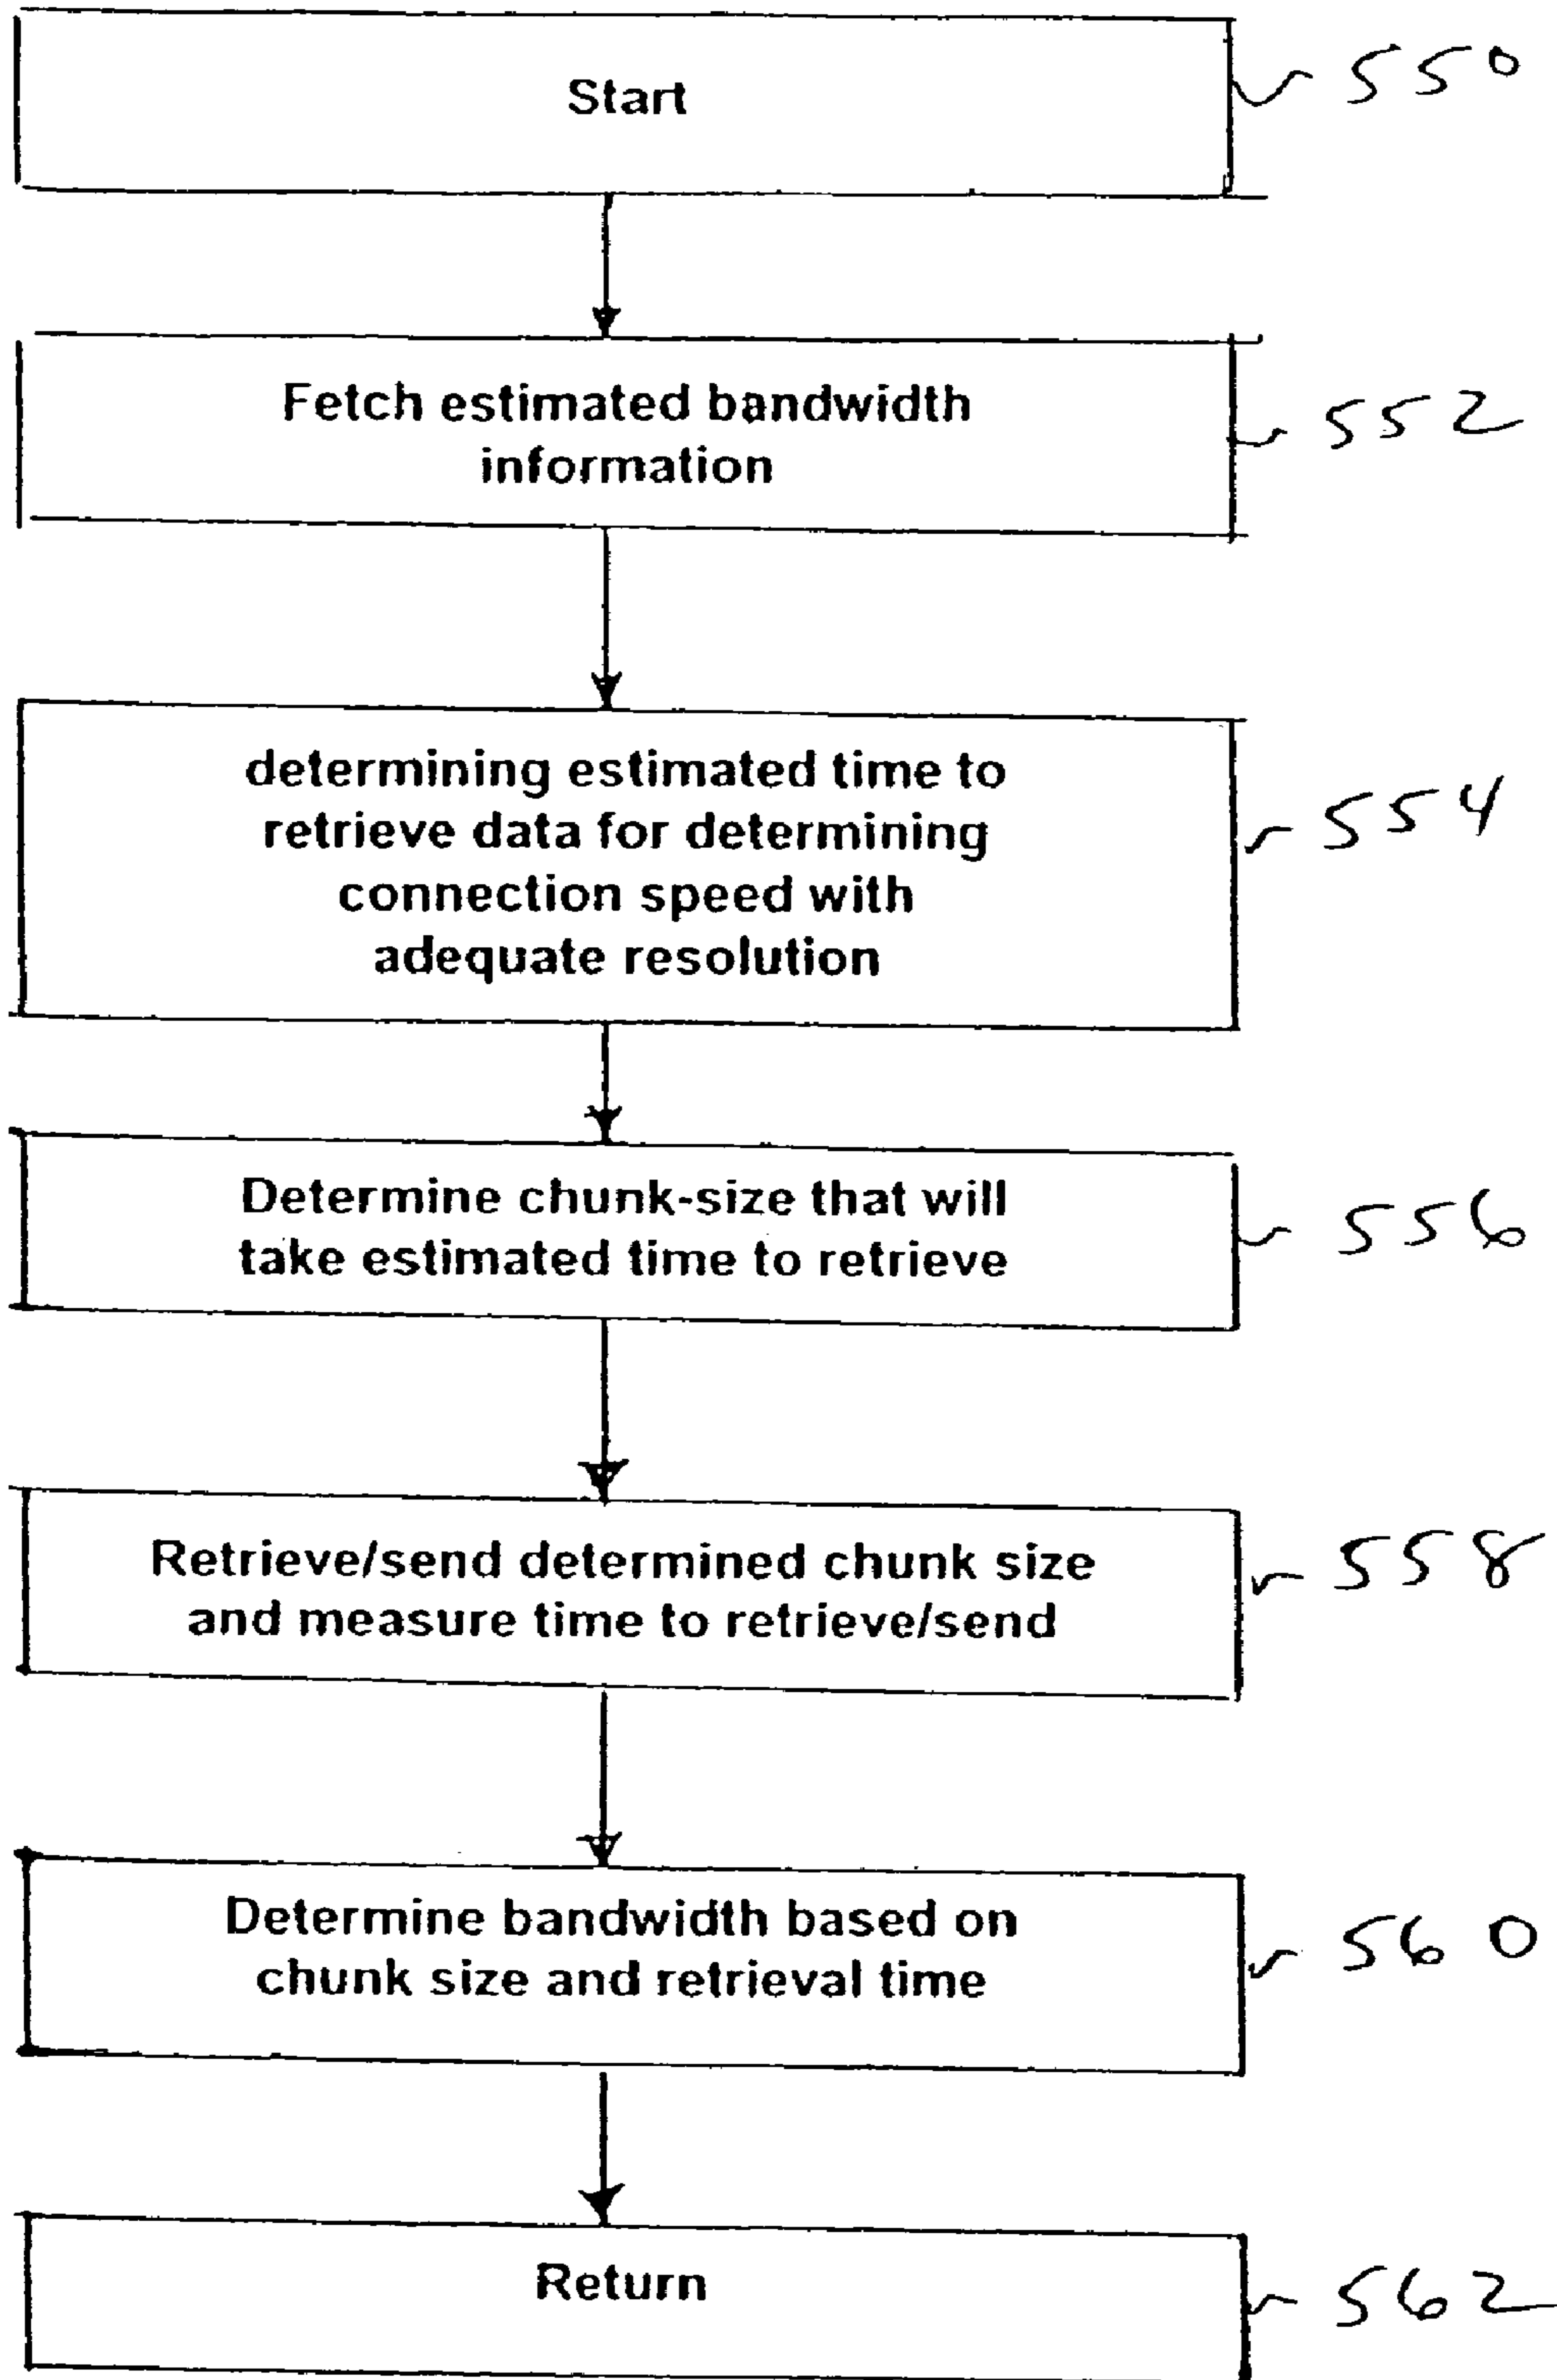 Start
550
Fetch estimated bandwidth
information
552
determining estimated time to
retrieve data for determining
connection speed with
adequate resolution
554
Determine chunk-size that will
take estimated time to retrieve
556
Retrieve/send determined chunk size
and measure time to retrieve/send
558
Determine bandwidth based on
chunk size and retrieval time
560
Return
562